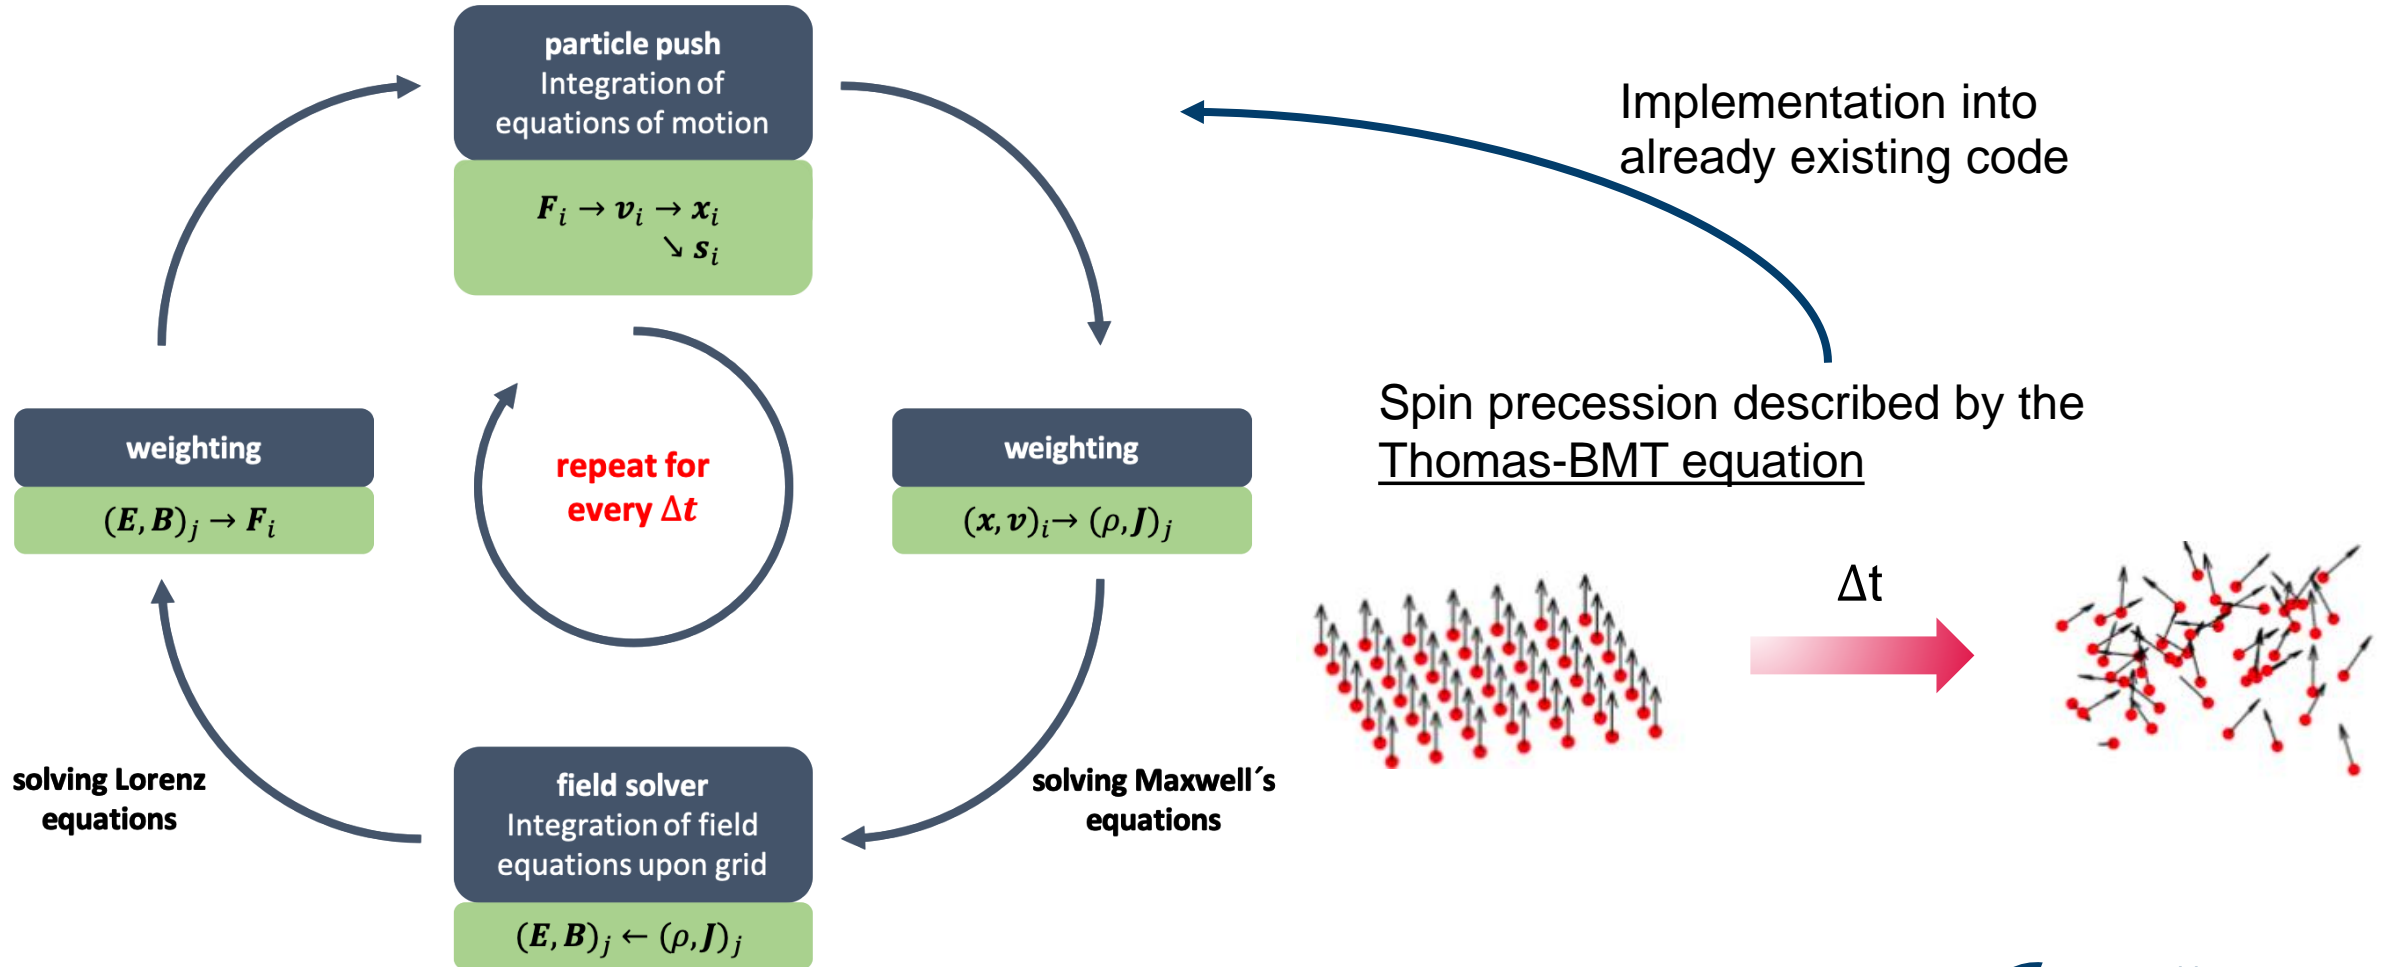 particle push
Integration of
equations of motion
F_i → v_i → x_i
↘ s_i
Implementation into
already existing code
weighting
(E, B)_j → F_i
repeat for
every Δt
weighting
(x, v)_i → (ρ, J)_j
Spin precession described by the
Thomas-BMT equation
Δt
solving Lorenz
equations
field solver
Integration of field
equations upon grid
(E, B)_j ← (ρ, J)_j
solving Maxwell´s
equations